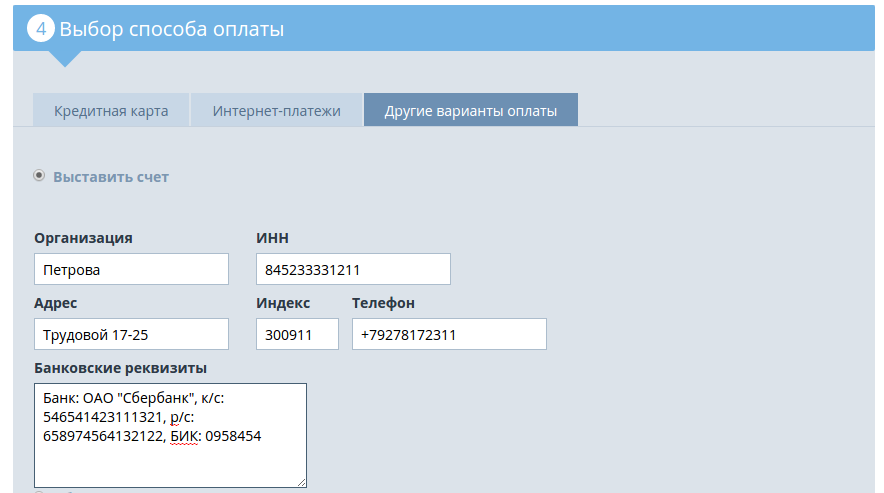 4 Выбор способа оплаты
Кредитная карта Интернет-платежи Другие варианты оплаты
Выставить счет
Организация ИНН
Петрова 845233331211
Адрес Индекс Телефон
Трудовой 17-25 300911 +79278172311
Банковские реквизиты
Банк: ОАО "Сбербанк", к/с:
546541423111321, р/с:
658974564132122, БИК: 0958454